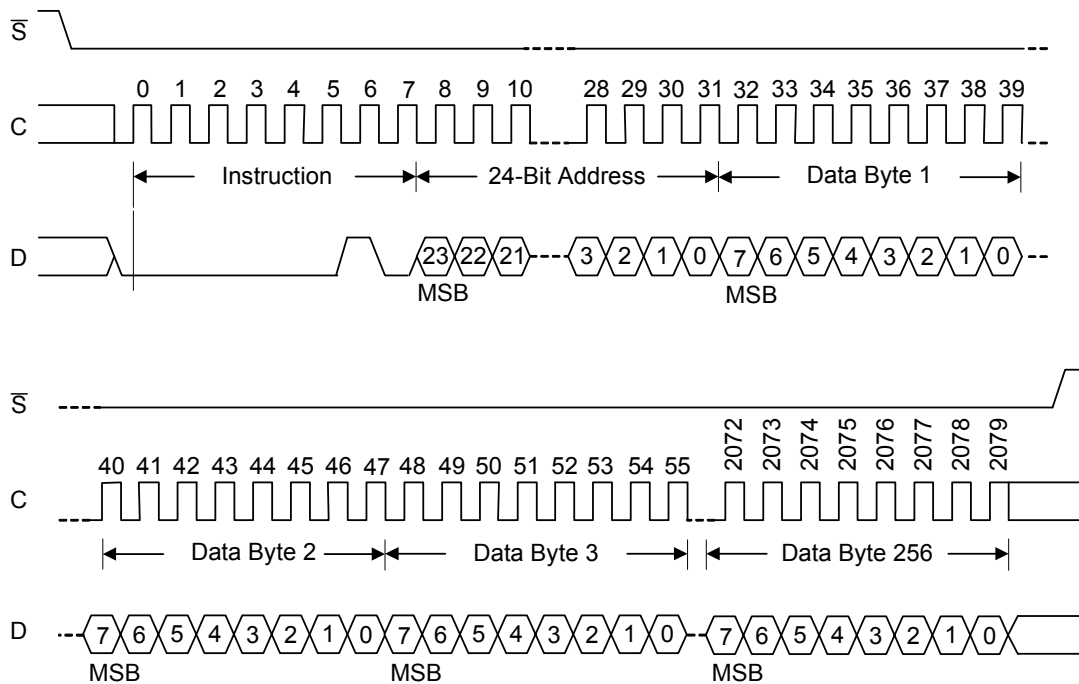 S̅
0 1 2 3 4 5 6 7 8 9 10 28 29 30 31 32 33 34 35 36 37 38 39
C
Instruction 24-Bit Address Data Byte 1
D 23 22 21 3 2 1 0 7 6 5 4 3 2 1 0
MSB MSB
S̅
40 41 42 43 44 45 46 47 48 49 50 51 52 53 54 55 2072 2073 2074 2075 2076 2077 2078 2079
C
Data Byte 2 Data Byte 3 Data Byte 256
D 7 6 5 4 3 2 1 0 7 6 5 4 3 2 1 0 7 6 5 4 3 2 1 0
MSB MSB MSB